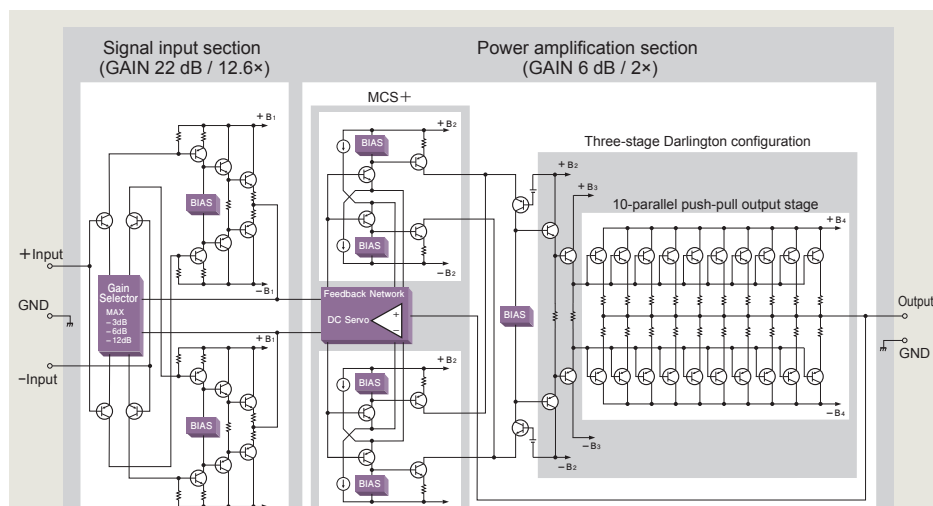 Signal input section
(GAIN 22 dB / 12.6×)
Power amplification section
(GAIN 6 dB / 2×)
MCS+
+B1
BIAS
−B1
+B2
BIAS
BIAS
−B2
Three-stage Darlington configuration
+B2
+B3
10-parallel push-pull output stage
+B4
+Input
GND
−Input
Gain
Selector
MAX
−3dB
−6dB
−12dB
Feedback Network
DC Servo
+
−
BIAS
Output
GND
−B4
−B3
−B2
+B1
BIAS
+B2
BIAS
BIAS